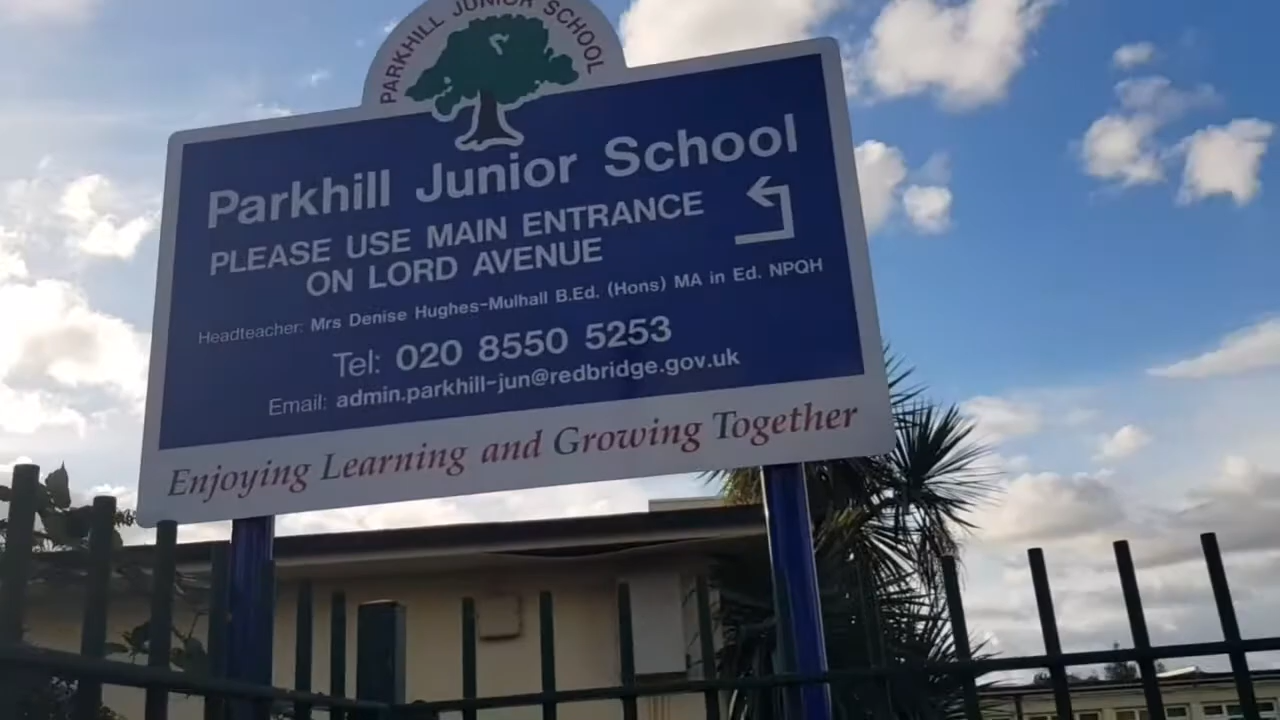 PARKHILL JUNIOR SCHOOL
Parkhill Junior School
PLEASE USE MAIN ENTRANCE
ON LORD AVENUE
Headteacher: Mrs Denise Hughes-Mulhall B.Ed. (Hons) MA in Ed. NPQH
Tel: 020 8550 5253
Email: admin.parkhill-jun@redbridge.gov.uk
Enjoying Learning and Growing Together